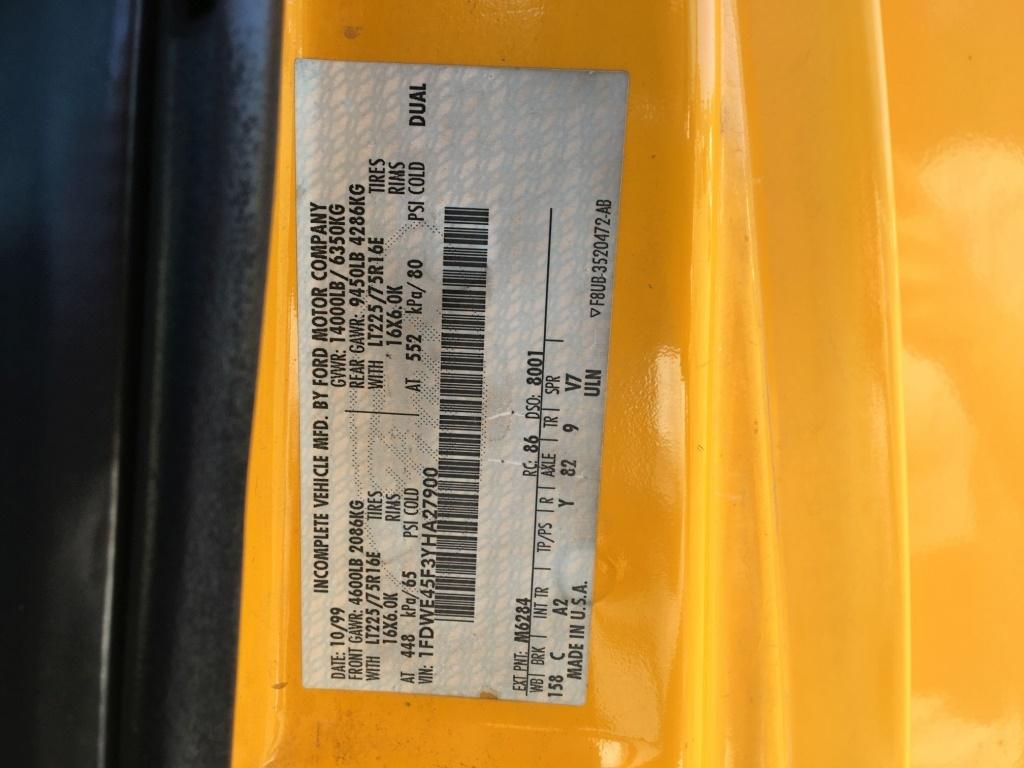 INCOMPLETE VEHICLE MFD. BY FORD MOTOR COMPANY
DATE: 10/99 GVWR: 14000LB/ 6350KG
FRONT GAWR: 4600LB 2086KG REAR GAWR: 9450LB 4286KG
WITH LT225/75R16E TIRES WITH LT225/75R16E TIRES
16X6.0K RIMS 16X6.0K RIMS
AT 448 kPa/ 65 PSI COLD AT 552 kPa/ 80 PSI COLD DUAL
VIN: 1FDWE45F3YHA27900
EXT PNT: M6284 RC: 86 DSO: 8001
WB BRK INT TR TP/PS R AXLE TR SPR
158 C A2 Y 82 9 V7
MADE IN U.S.A. ULN
▽F8UB-3520472-AB